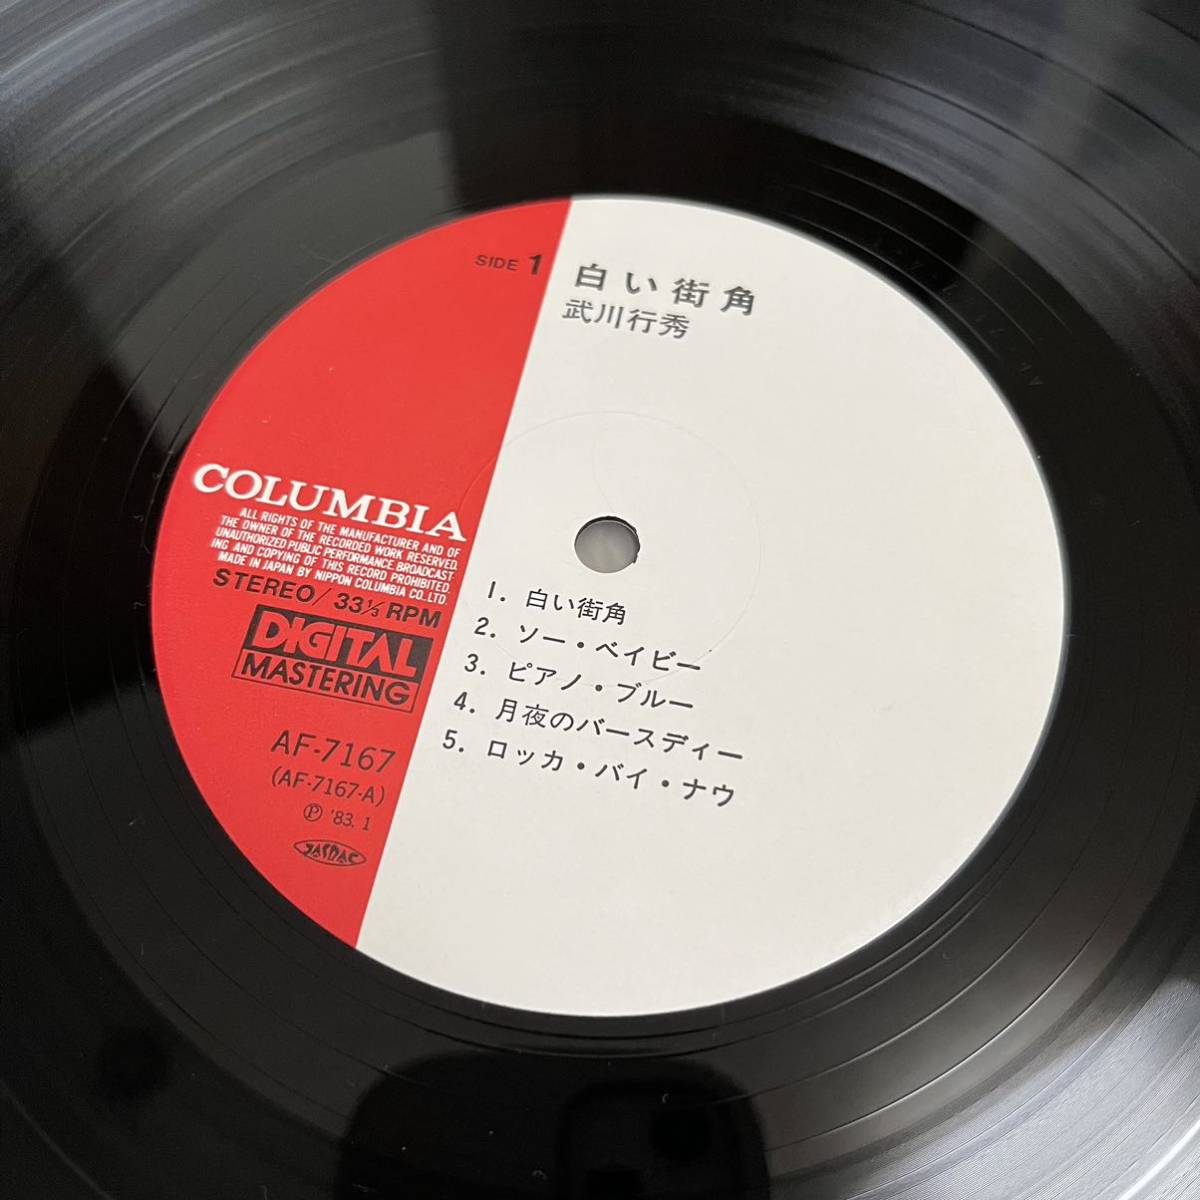 SIDE 1
白い街角
武川行秀
COLUMBIA
ALL RIGHTS OF THE MANUFACTURER AND OF
THE OWNER OF THE RECORDED WORK RESERVED.
UNAUTHORIZED PUBLIC PERFORMANCE. BROADCAST-
ING AND COPYING OF THIS RECORD PROHIBITED.
MADE IN JAPAN BY NIPPON COLUMBIA CO., LTD.
STEREO/33⅓RPM
DIGITAL
MASTERING
AF-7167
(AF-7167-A)
Ⓟ '83. 1
JASRAC
1. 白い街角
2. ソー・ベイビー
3. ピアノ・ブルー
4. 月夜のバースディー
5. ロッカ・バイ・ナウ